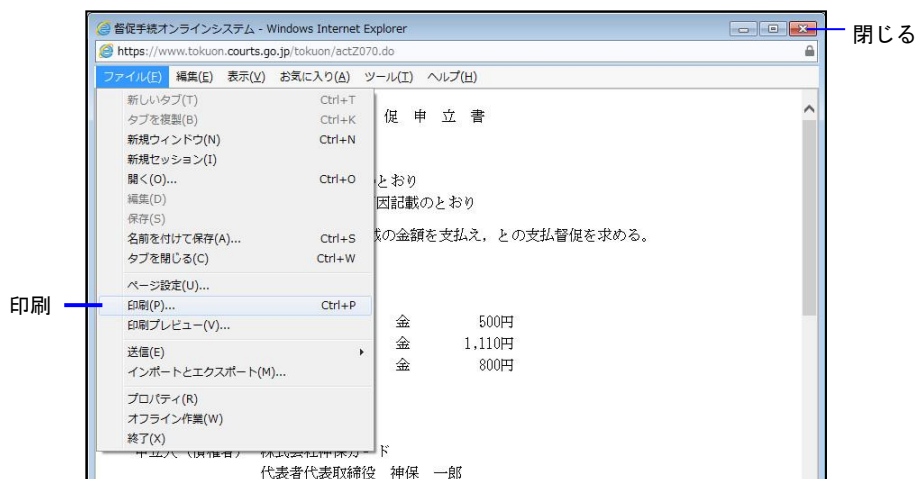 督促手続オンラインシステム - Windows Internet Explorer
閉じる
https://www.tokuon.courts.go.jp/tokuon/actZ070.do
ファイル(F) 編集(E) 表示(V) お気に入り(A) ツール(T) ヘルプ(H)
新しいタブ(T) Ctrl+T
タブを複製(B) Ctrl+K
促 申 立 書
新規ウィンドウ(N) Ctrl+N
新規セッション(I)
開く(O)... Ctrl+O
とおり
編集(D)
因記載のとおり
保存(S)
名前を付けて保存(A)... Ctrl+S
の金額を支払え，との支払督促を求める。
タブを閉じる(C) Ctrl+W
ページ設定(U)...
印刷
印刷(P)... Ctrl+P
印刷プレビュー(V)...
金 500円
金 1,110円
送信(E)
金 800円
インポートとエクスポート(M)...
プロパティ(R)
オフライン作業(W)
終了(X)
代表者代表取締役 神保 一郎